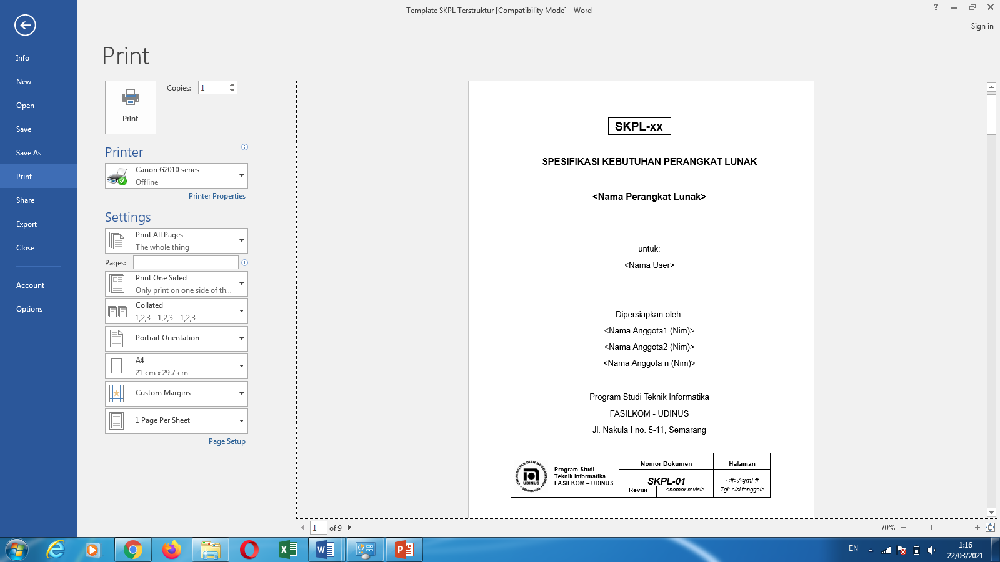 Template SKPL Terstruktur [Compatibility Mode] - Word
?
Sign in
Info
New
Open
Save
Save As
Print
Share
Export
Close
Account
Options
Print
Print
Copies: 1
Printer
Canon G2010 series
Offline
Printer Properties
Settings
Print All Pages
The whole thing
Pages:
Print One Sided
Only print on one side of th...
Collated
1,2,3 1,2,3 1,2,3
Portrait Orientation
A4
21 cm x 29.7 cm
Custom Margins
1 Page Per Sheet
Page Setup
SKPL-xx
SPESIFIKASI KEBUTUHAN PERANGKAT LUNAK
<Nama Perangkat Lunak>
untuk:
<Nama User>
Dipersiapkan oleh:
<Nama Anggota1 (Nim)>
<Nama Anggota2 (Nim)>
<Nama Anggota n (Nim)>
Program Studi Teknik Informatika
FASILKOM - UDINUS
Jl. Nakula I no. 5-11, Semarang
UNIVERSITAS DIAN NUSWANTORO
UDINUS
SEMARANG
Program Studi
Teknik Informatika
FASILKOM – UDINUS
Nomor Dokumen
Halaman
SKPL-01
<#>/<jml #
Revisi
<nomor revisi>
Tgl: <isi tanggal>
1 of 9
70%
EN
1:16
22/03/2021